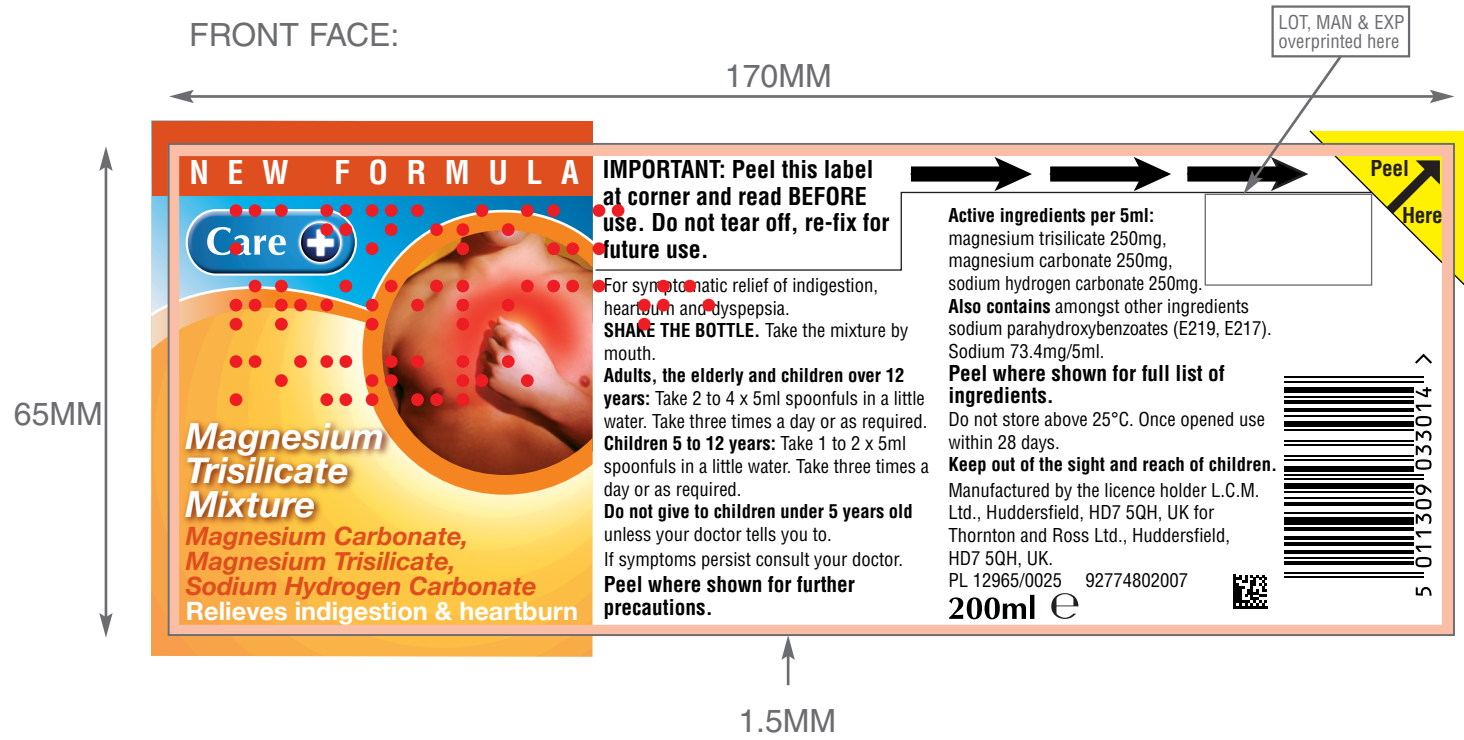 FRONT FACE:
LOT, MAN & EXP
overprinted here
170MM
65MM
NEW FORMULA
Care
Magnesium
Trisilicate
Mixture
Magnesium Carbonate,
Magnesium Trisilicate,
Sodium Hydrogen Carbonate
Relieves indigestion & heartburn
IMPORTANT: Peel this label
at corner and read BEFORE
use. Do not tear off, re-fix for
future use.
For symptomatic relief of indigestion,
heartburn and dyspepsia.
SHAKE THE BOTTLE. Take the mixture by
mouth.
Adults, the elderly and children over 12
years: Take 2 to 4 x 5ml spoonfuls in a little
water. Take three times a day or as required.
Children 5 to 12 years: Take 1 to 2 x 5ml
spoonfuls in a little water. Take three times a
day or as required.
Do not give to children under 5 years old
unless your doctor tells you to.
If symptoms persist consult your doctor.
Peel where shown for further
precautions.
Active ingredients per 5ml:
magnesium trisilicate 250mg,
magnesium carbonate 250mg,
sodium hydrogen carbonate 250mg.
Also contains amongst other ingredients
sodium parahydroxybenzoates (E219, E217).
Sodium 73.4mg/5ml.
Peel where shown for full list of
ingredients.
Do not store above 25°C. Once opened use
within 28 days.
Keep out of the sight and reach of children.
Manufactured by the licence holder L.C.M.
Ltd., Huddersfield, HD7 5QH, UK for
Thornton and Ross Ltd., Huddersfield,
HD7 5QH, UK.
PL 12965/0025 92774802007
200ml ℮
Peel
Here
5 011309 033014 >
1.5MM